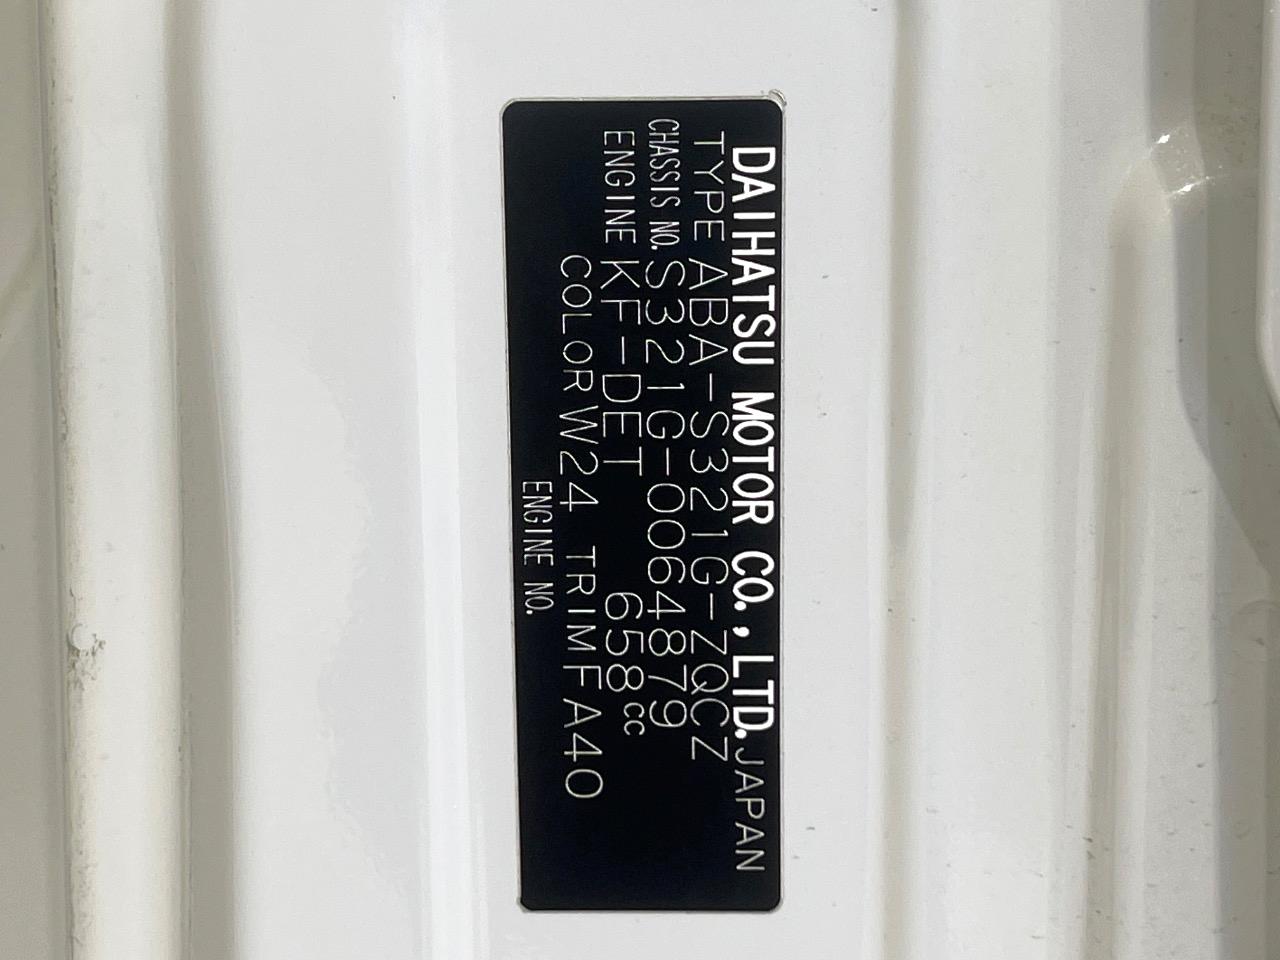 DAIHATSU MOTOR CO., LTD. JAPAN
TYPE ABA-S321G-ZQCZ
CHASSIS NO. S321G-0064879
ENGINE KF-DET 658cc
COLOR W24 TRIM FA40
ENGINE NO.